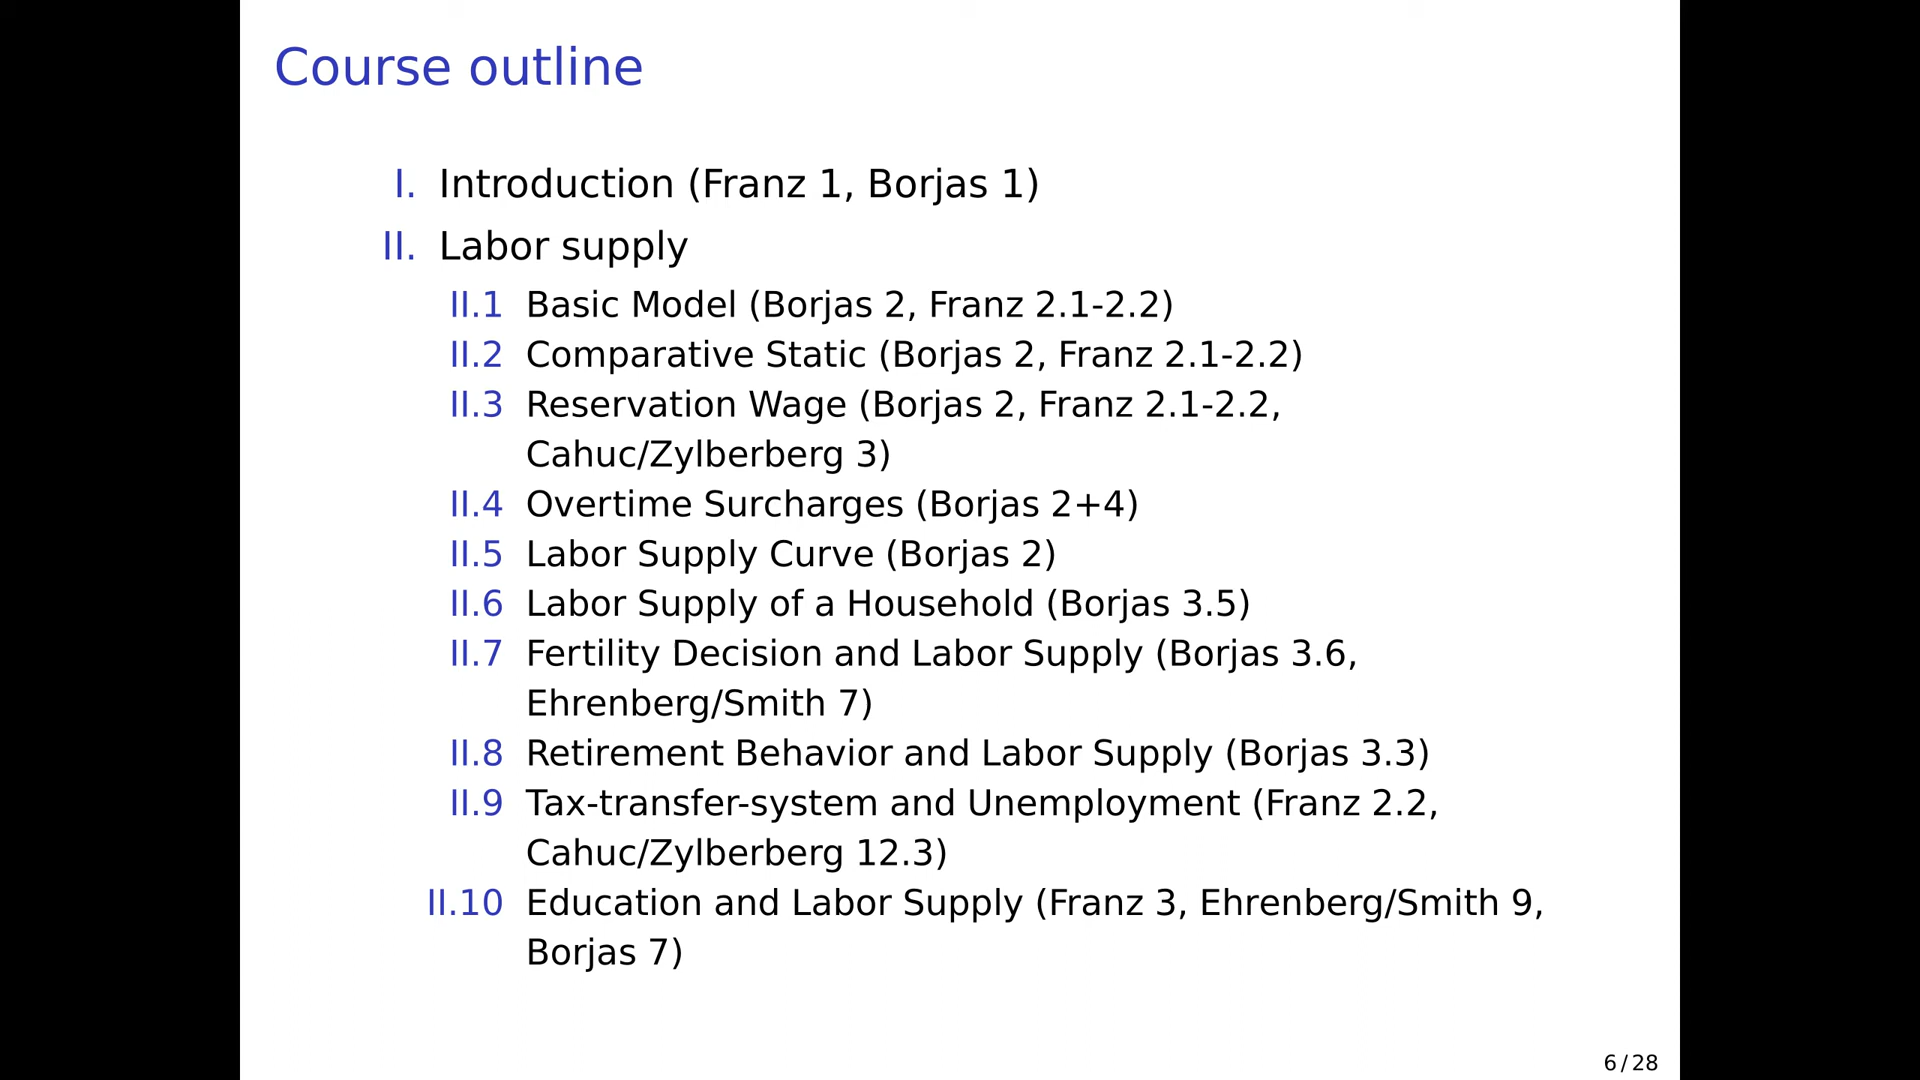 Course outline
I. Introduction (Franz 1, Borjas 1)
II. Labor supply
II.1 Basic Model (Borjas 2, Franz 2.1-2.2)
II.2 Comparative Static (Borjas 2, Franz 2.1-2.2)
II.3 Reservation Wage (Borjas 2, Franz 2.1-2.2,
Cahuc/Zylberberg 3)
II.4 Overtime Surcharges (Borjas 2+4)
II.5 Labor Supply Curve (Borjas 2)
II.6 Labor Supply of a Household (Borjas 3.5)
II.7 Fertility Decision and Labor Supply (Borjas 3.6,
Ehrenberg/Smith 7)
II.8 Retirement Behavior and Labor Supply (Borjas 3.3)
II.9 Tax-transfer-system and Unemployment (Franz 2.2,
Cahuc/Zylberberg 12.3)
II.10 Education and Labor Supply (Franz 3, Ehrenberg/Smith 9,
Borjas 7)
6 / 28